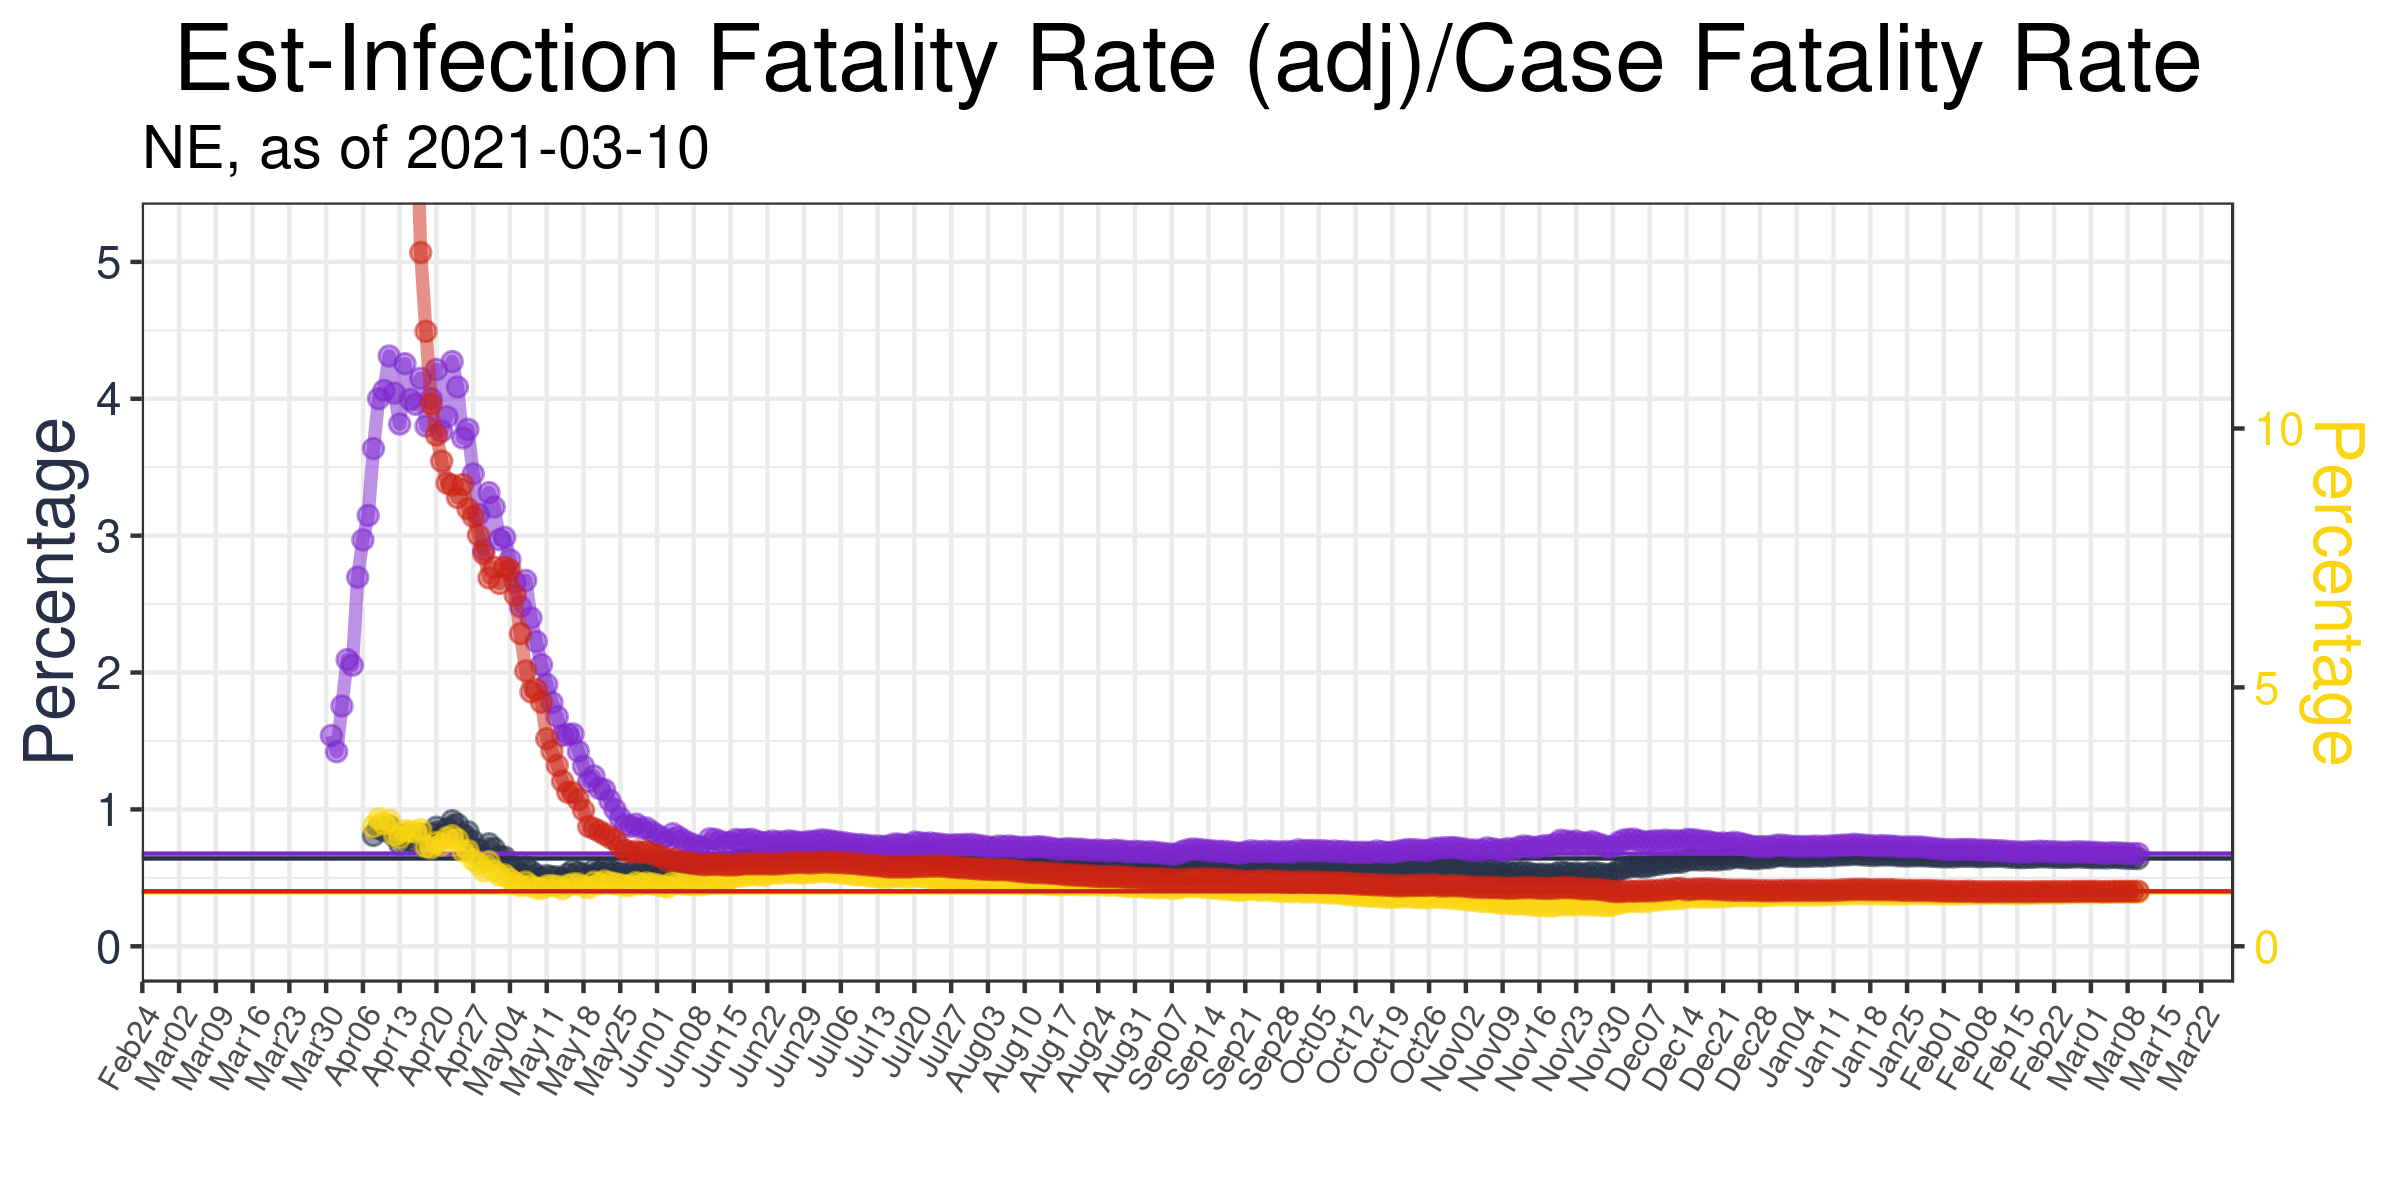 Est-Infection Fatality Rate (adj)/Case Fatality Rate
NE, as of 2021-03-10
Percentage
5
4
3
2
1
0
10
5
0
Percentage
Feb24
Mar02
Mar09
Mar16
Mar23
Mar30
Apr06
Apr13
Apr20
Apr27
May04
May11
May18
May25
Jun01
Jun08
Jun15
Jun22
Jun29
Jul06
Jul13
Jul20
Jul27
Aug03
Aug10
Aug17
Aug24
Aug31
Sep07
Sep14
Sep21
Sep28
Oct05
Oct12
Oct19
Oct26
Nov02
Nov09
Nov16
Nov23
Nov30
Dec07
Dec14
Dec21
Dec28
Jan04
Jan11
Jan18
Jan25
Feb01
Feb08
Feb15
Feb22
Mar01
Mar08
Mar15
Mar22